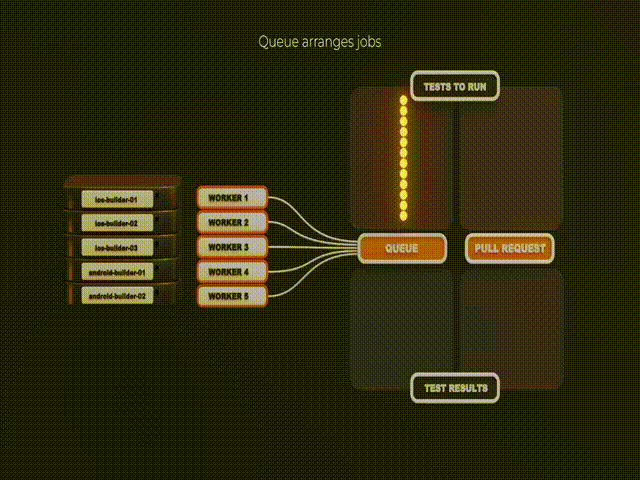 Queue arranges jobs
TESTS TO RUN
ios-builder-01
WORKER 1
ios-builder-02
WORKER 2
ios-builder-03
WORKER 3
QUEUE
PULL REQUEST
android-builder-01
WORKER 4
android-builder-02
WORKER 5
TEST RESULTS